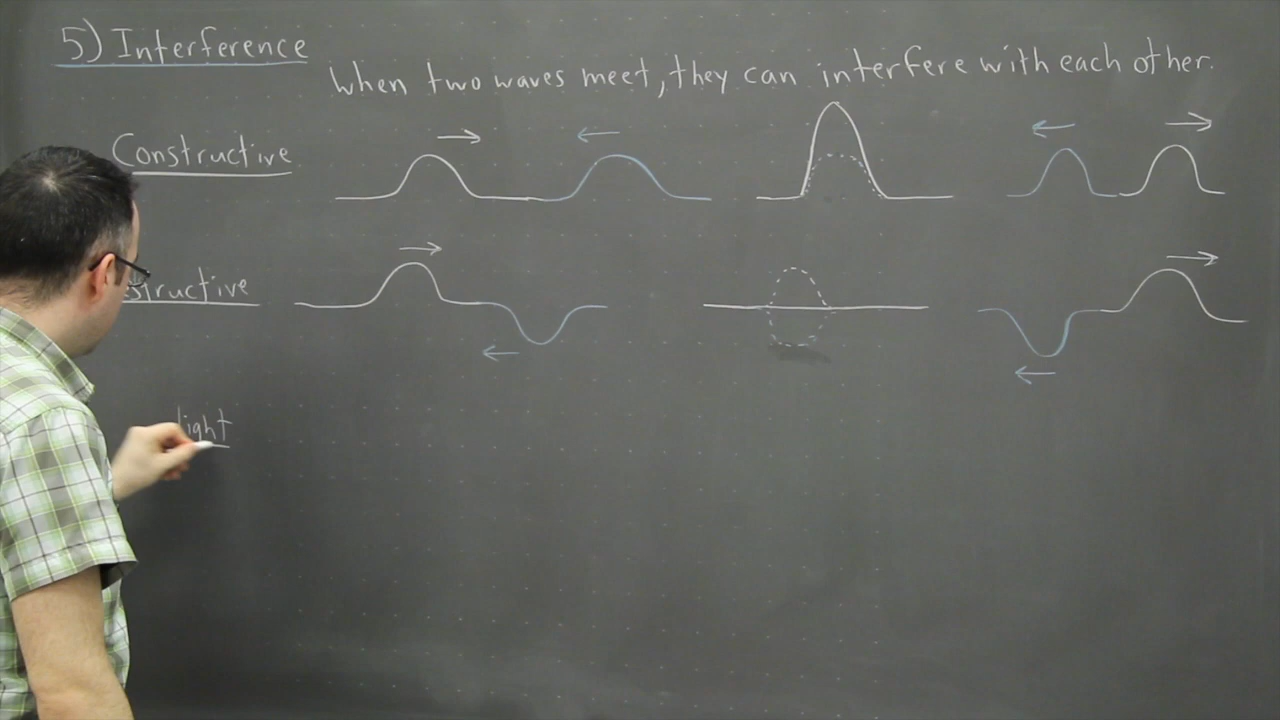 5) Interference
When two waves meet, they can interfere with each other.
Constructive
structive
light